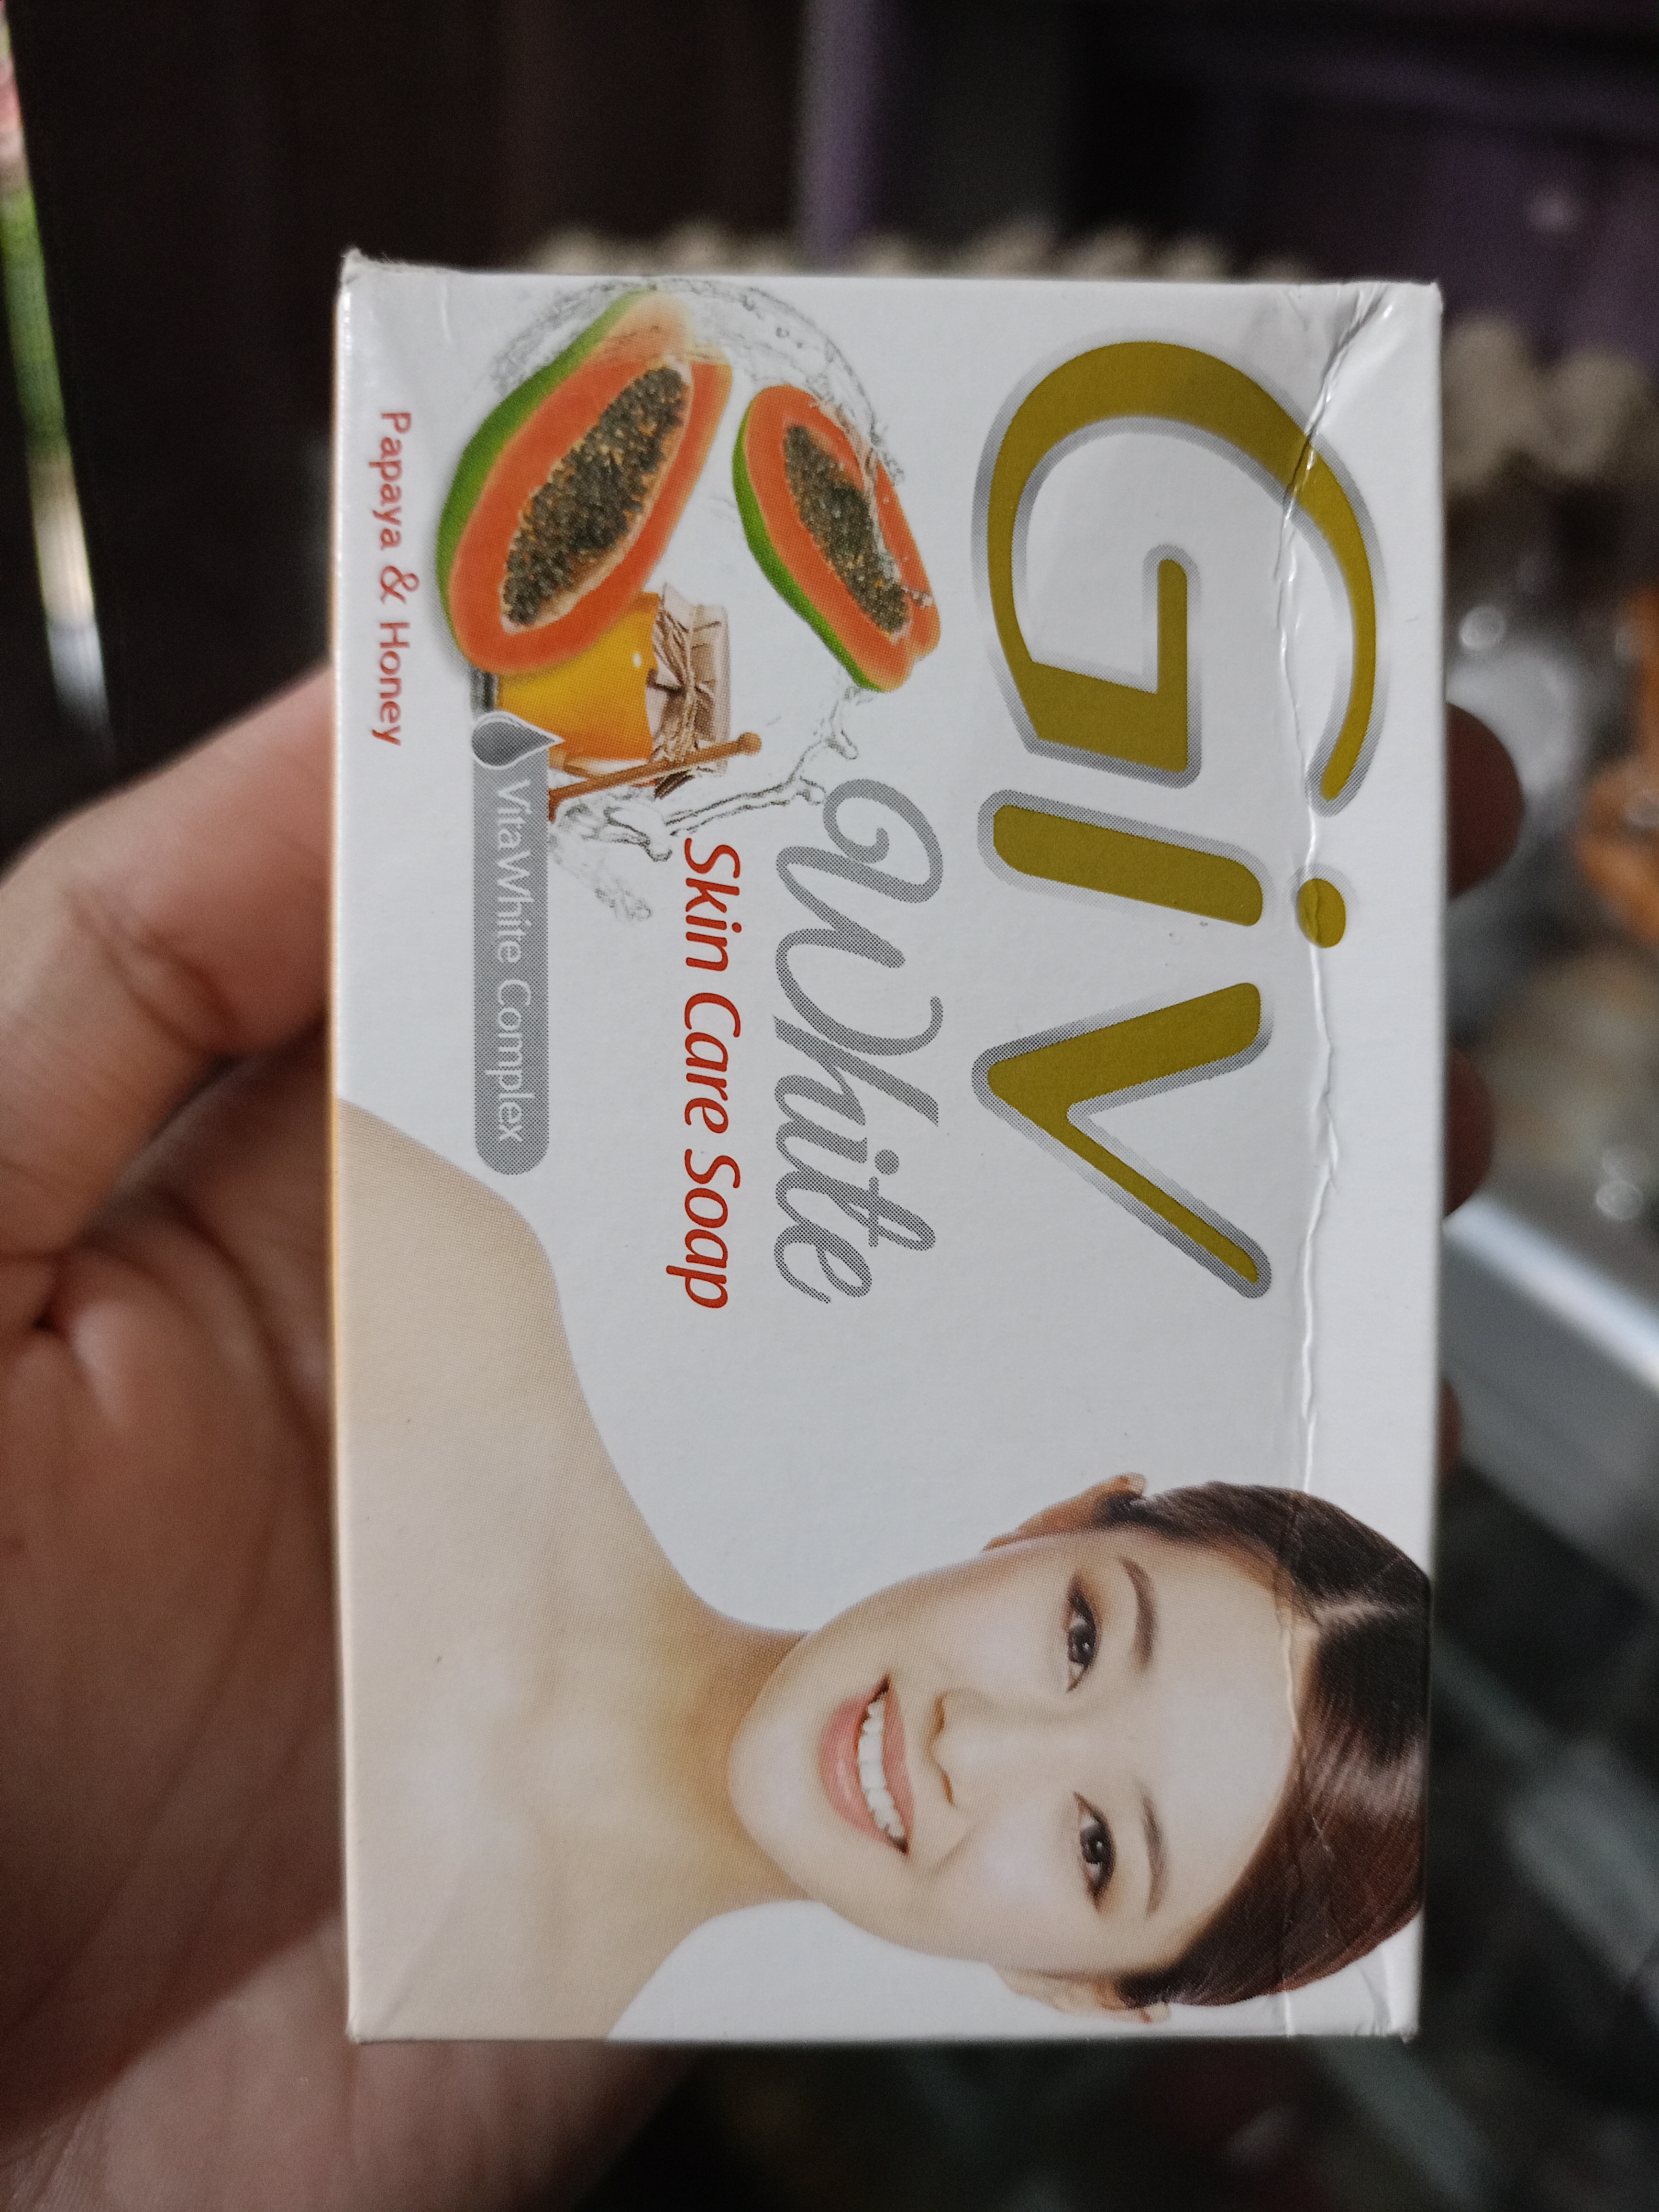 GIV
White
Skin Care Soap
VitaWhite Complex
Papaya & Honey